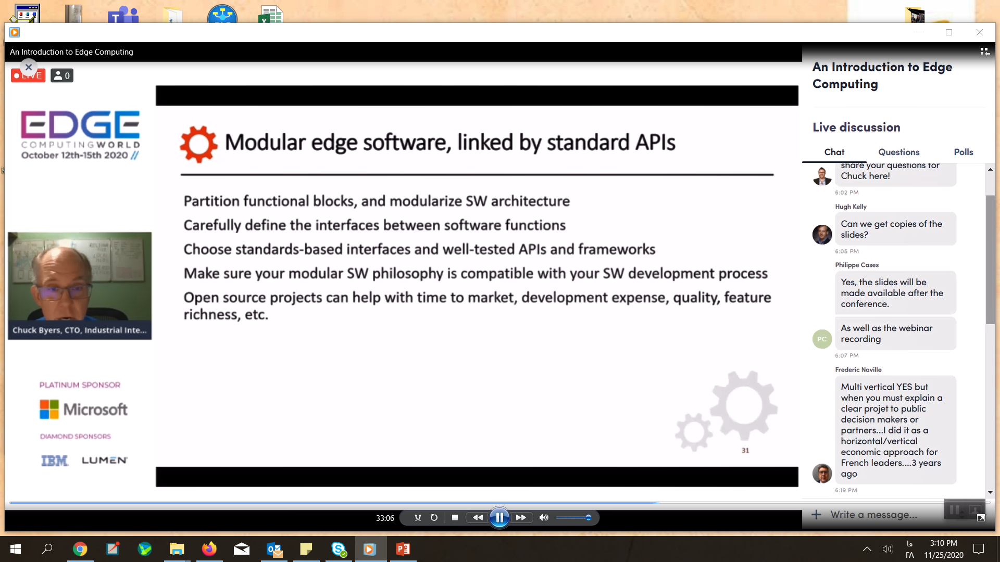 An Introduction to Edge Computing
LIVE
0
EDGE
COMPUTINGWORLD
October 12th-15th 2020 //
Modular edge software, linked by standard APIs
Partition functional blocks, and modularize SW architecture
Carefully define the interfaces between software functions
Choose standards-based interfaces and well-tested APIs and frameworks
Make sure your modular SW philosophy is compatible with your SW development process
Open source projects can help with time to market, development expense, quality, feature
richness, etc.
31
Chuck Byers, CTO, Industrial Inte...
PLATINUM SPONSOR
Microsoft
DIAMOND SPONSORS
IBM LUMEN
An Introduction to Edge
Computing
Live discussion
Chat Questions Polls
share your questions for
Chuck here!
6:02 PM
Hugh Kelly
Can we get copies of the
slides?
6:05 PM
Philippe Cases
Yes, the slides will be
made available after the
conference.
As well as the webinar
recording
PC
6:07 PM
Frederic Naville
Multi vertical YES but
when you must explain a
clear projet to public
decision makers or
partners...I did it as a
horizontal/vertical
economic approach for
French leaders....3 years
ago
6:19 PM
Write a message...
33:06
فا
FA
3:10 PM
11/25/2020